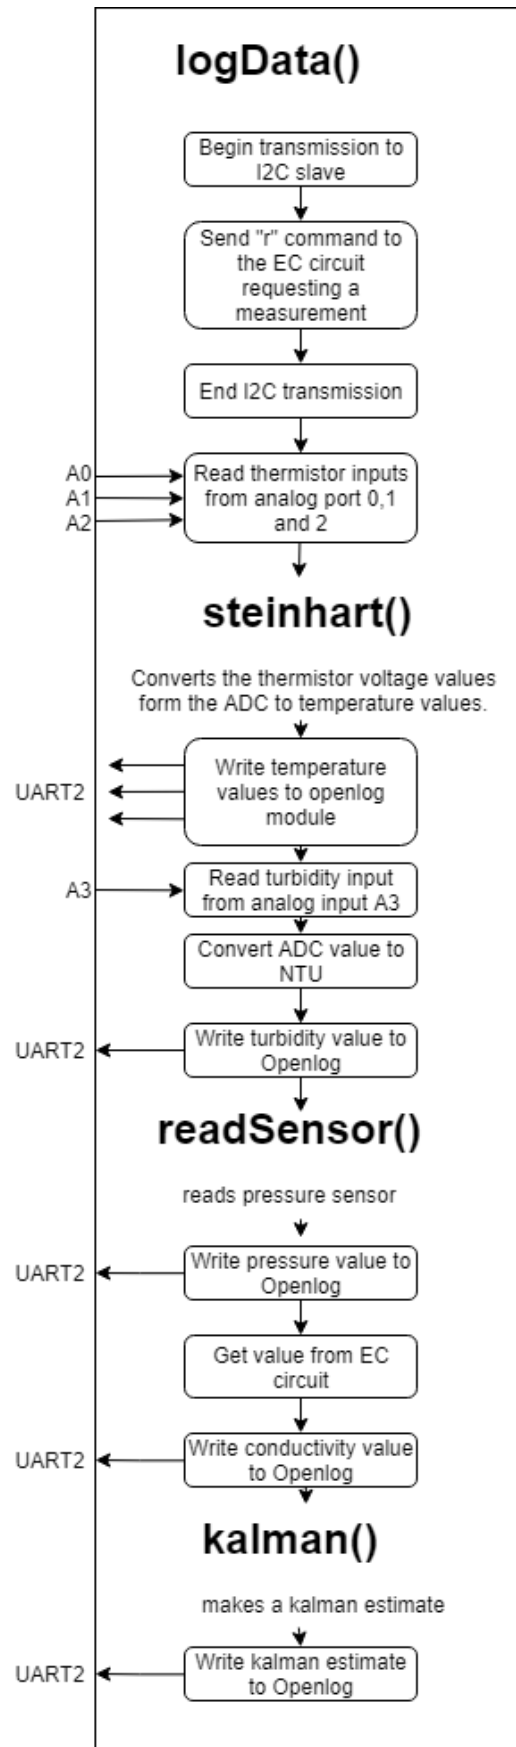 logData()
Begin transmission to
I2C slave
Send "r" command to
the EC circuit
requesting a
measurement
End I2C transmission
A0
A1
A2
Read thermistor inputs
from analog port 0,1
and 2
steinhart()
Converts the thermistor voltage values
form the ADC to temperature values.
UART2
Write temperature
values to openlog
module
A3
Read turbidity input
from analog input A3
Convert ADC value to
NTU
UART2
Write turbidity value to
Openlog
readSensor()
reads pressure sensor
UART2
Write pressure value to
Openlog
Get value from EC
circuit
UART2
Write conductivity value
to Openlog
kalman()
makes a kalman estimate
UART2
Write kalman estimate
to Openlog